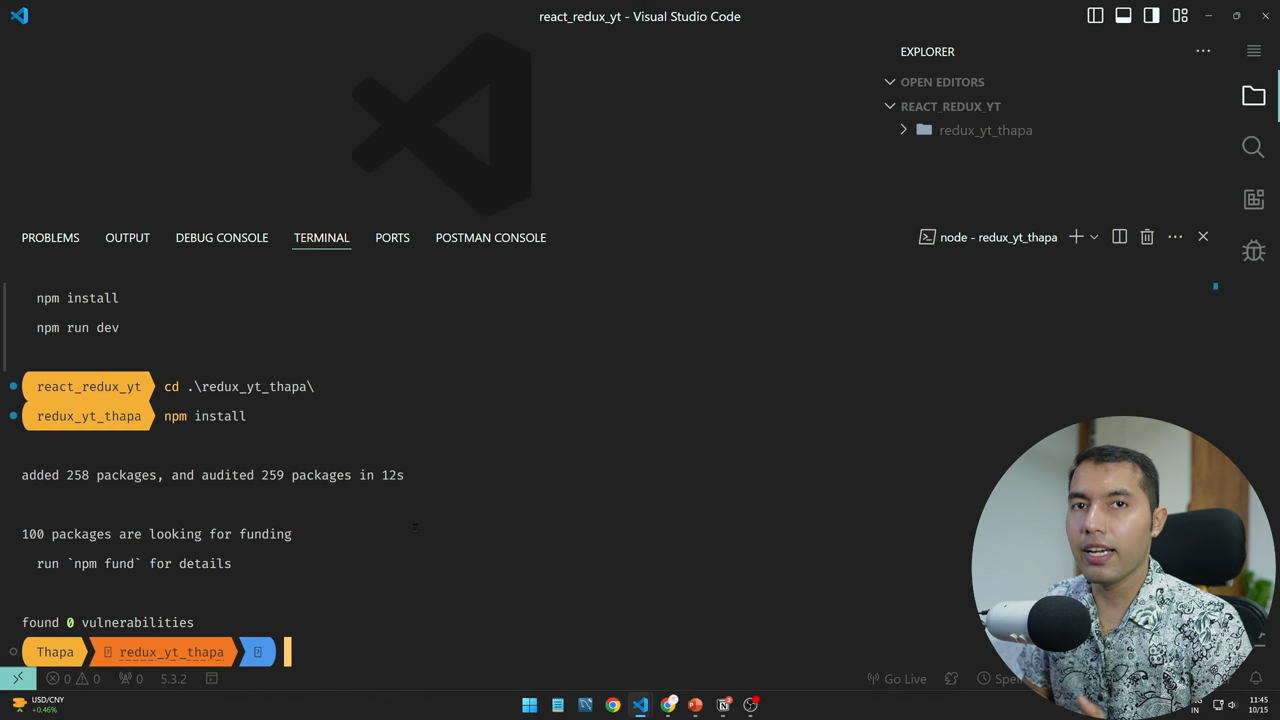 react_redux_yt - Visual Studio Code
EXPLORER
OPEN EDITORS
REACT_REDUX_YT
redux_yt_thapa
PROBLEMS OUTPUT DEBUG CONSOLE TERMINAL PORTS POSTMAN CONSOLE
node - redux_yt_thapa
npm install
npm run dev
react_redux_yt cd .\redux_yt_thapa\
redux_yt_thapa npm install
added 258 packages, and audited 259 packages in 12s
100 packages are looking for funding
run `npm fund` for details
found 0 vulnerabilities
Thapa redux_yt_thapa
0 0 0 5.3.2 Go Live
USD/CNY
+0.46%
11:45
IN 10/15